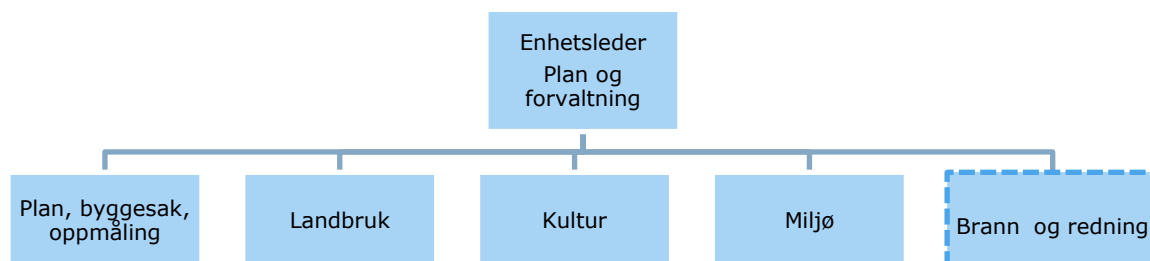 Enhetsleder
Plan og
forvaltning
Plan, byggesak,
oppmåling
Landbruk
Kultur
Miljø
Brann og redning